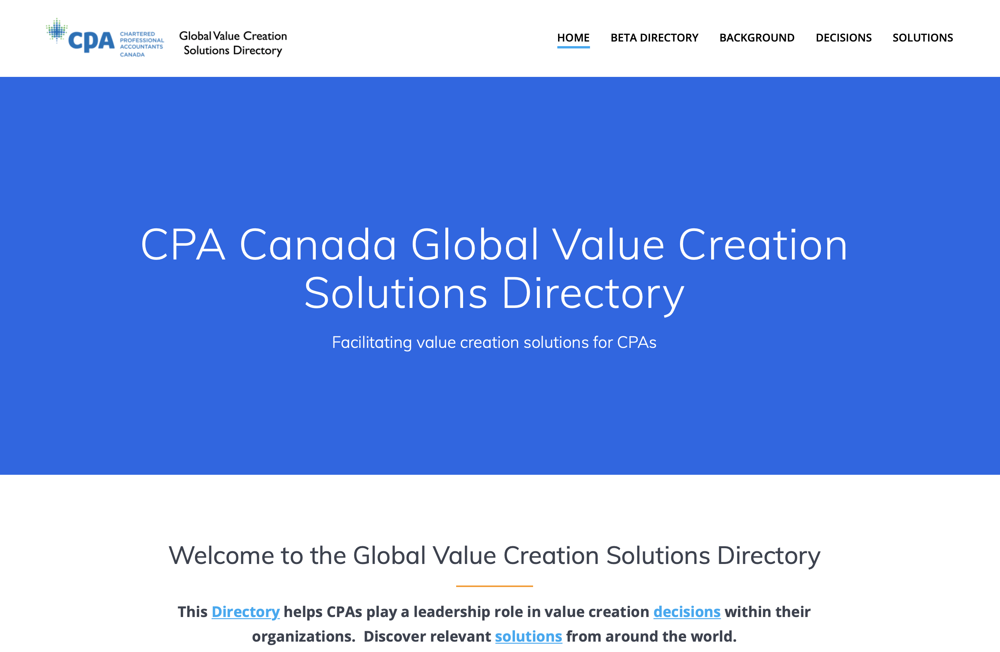 CPA
CHARTERED
PROFESSIONAL
ACCOUNTANTS
CANADA
Global Value Creation
Solutions Directory
HOME BETA DIRECTORY BACKGROUND DECISIONS SOLUTIONS
CPA Canada Global Value Creation
Solutions Directory
Facilitating value creation solutions for CPAs
Welcome to the Global Value Creation Solutions Directory
This Directory helps CPAs play a leadership role in value creation decisions within their
organizations.  Discover relevant solutions from around the world.